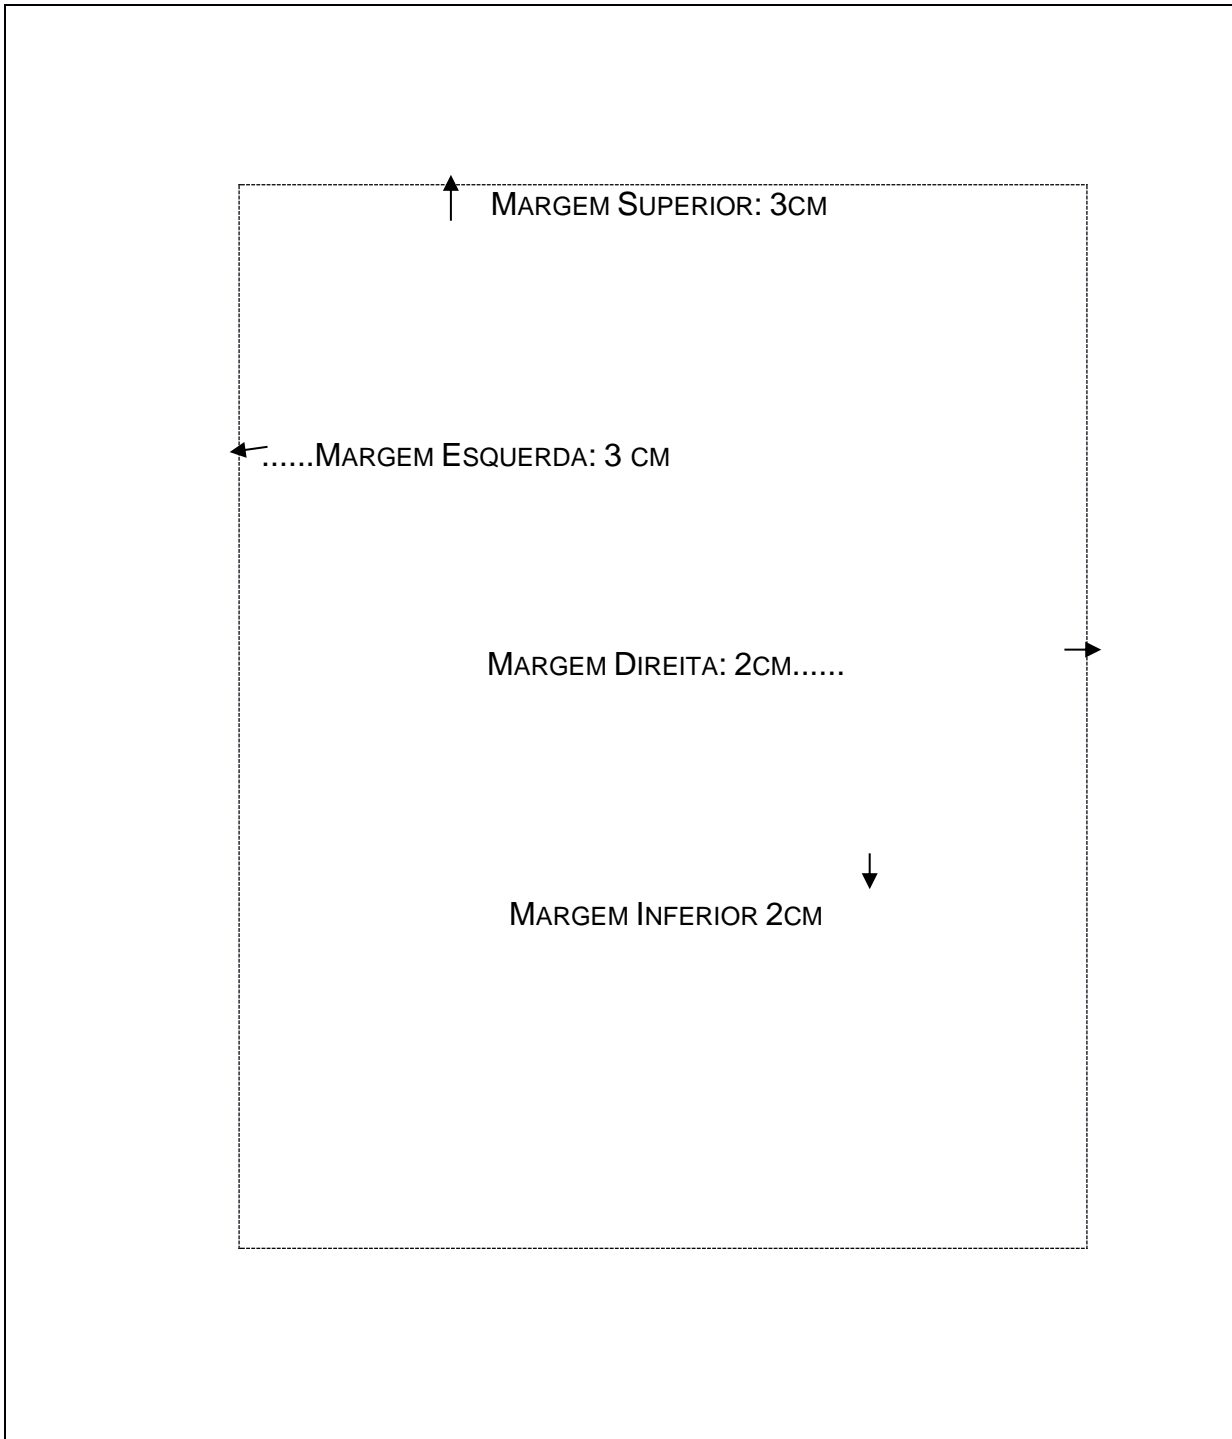 MARGEM SUPERIOR: 3CM
......MARGEM ESQUERDA: 3 CM
MARGEM DIREITA: 2CM......
MARGEM INFERIOR 2CM